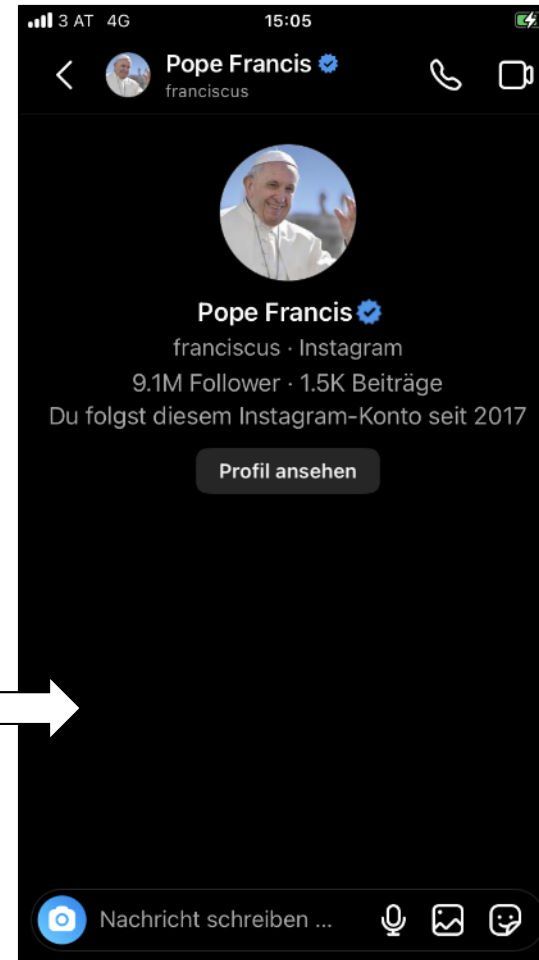 3 AT 4G 15:05
Pope Francis
franciscus
Pope Francis
franciscus · Instagram
9.1M Follower · 1.5K Beiträge
Du folgst diesem Instagram-Konto seit 2017
Profil ansehen
Nachricht schreiben ...